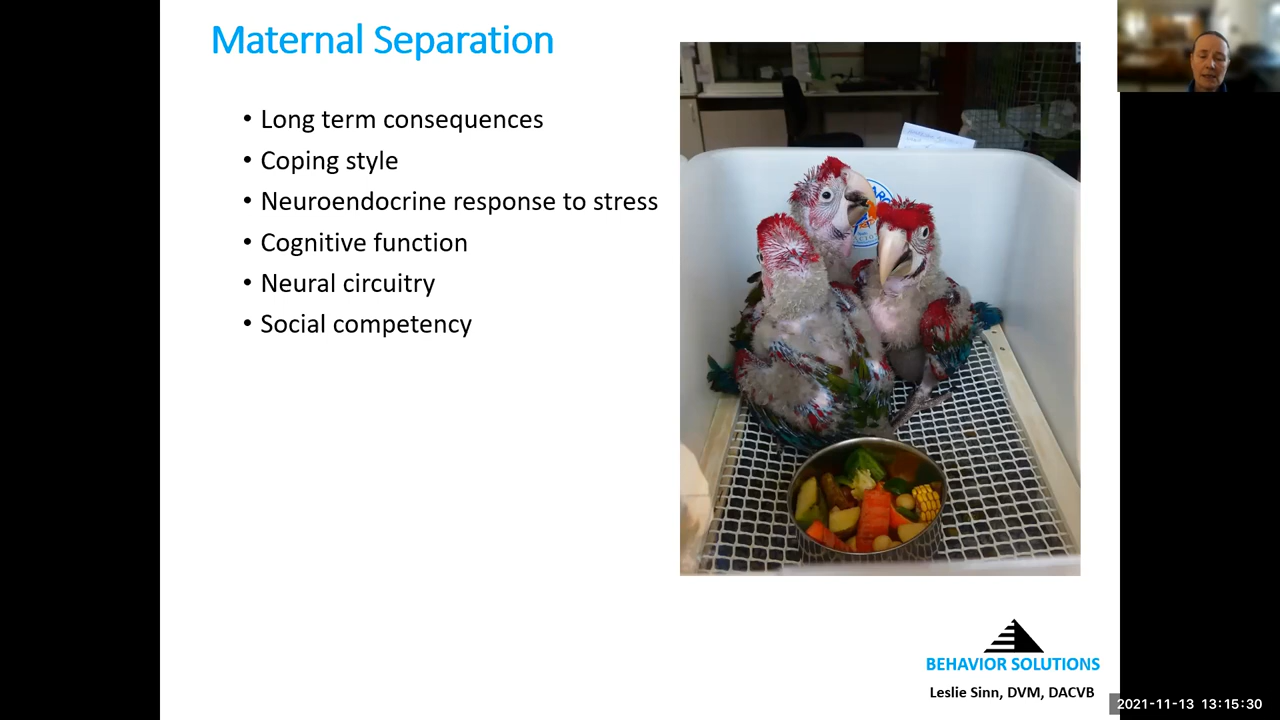 Maternal Separation
• Long term consequences
• Coping style
• Neuroendocrine response to stress
• Cognitive function
• Neural circuitry
• Social competency
BEHAVIOR SOLUTIONS
Leslie Sinn, DVM, DACVB
2021-11-13 13:15:30